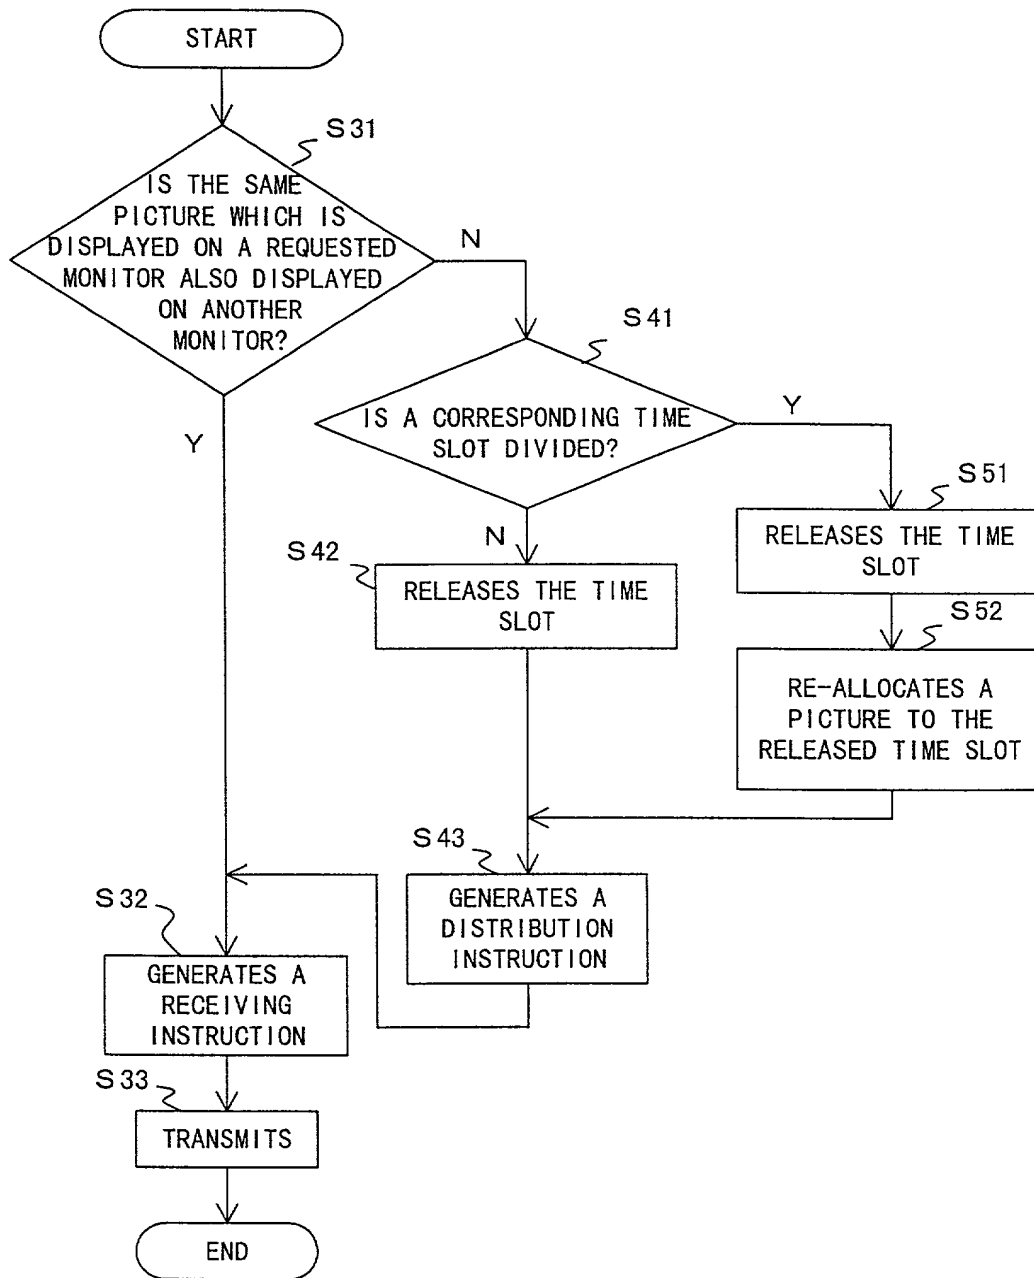 START
S31
IS THE SAME
PICTURE WHICH IS
DISPLAYED ON A REQUESTED
MONITOR ALSO DISPLAYED
ON ANOTHER
MONITOR?
N
Y
S41
IS A CORRESPONDING TIME
SLOT DIVIDED?
Y
N
S51
RELEASES THE TIME
SLOT
S42
RELEASES THE TIME
SLOT
S52
RE-ALLOCATES A
PICTURE TO THE
RELEASED TIME SLOT
S43
GENERATES A
DISTRIBUTION
INSTRUCTION
S32
GENERATES A
RECEIVING
INSTRUCTION
S33
TRANSMITS
END